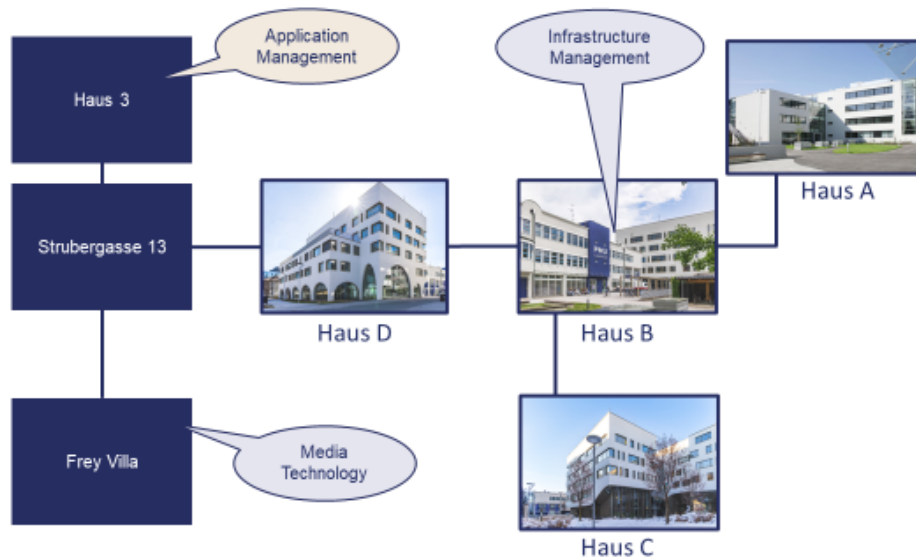 Application
Management
Infrastructure
Management
Haus 3
Haus A
Strubergasse 13
Haus D
Haus B
Frey Villa
Media
Technology
Haus C